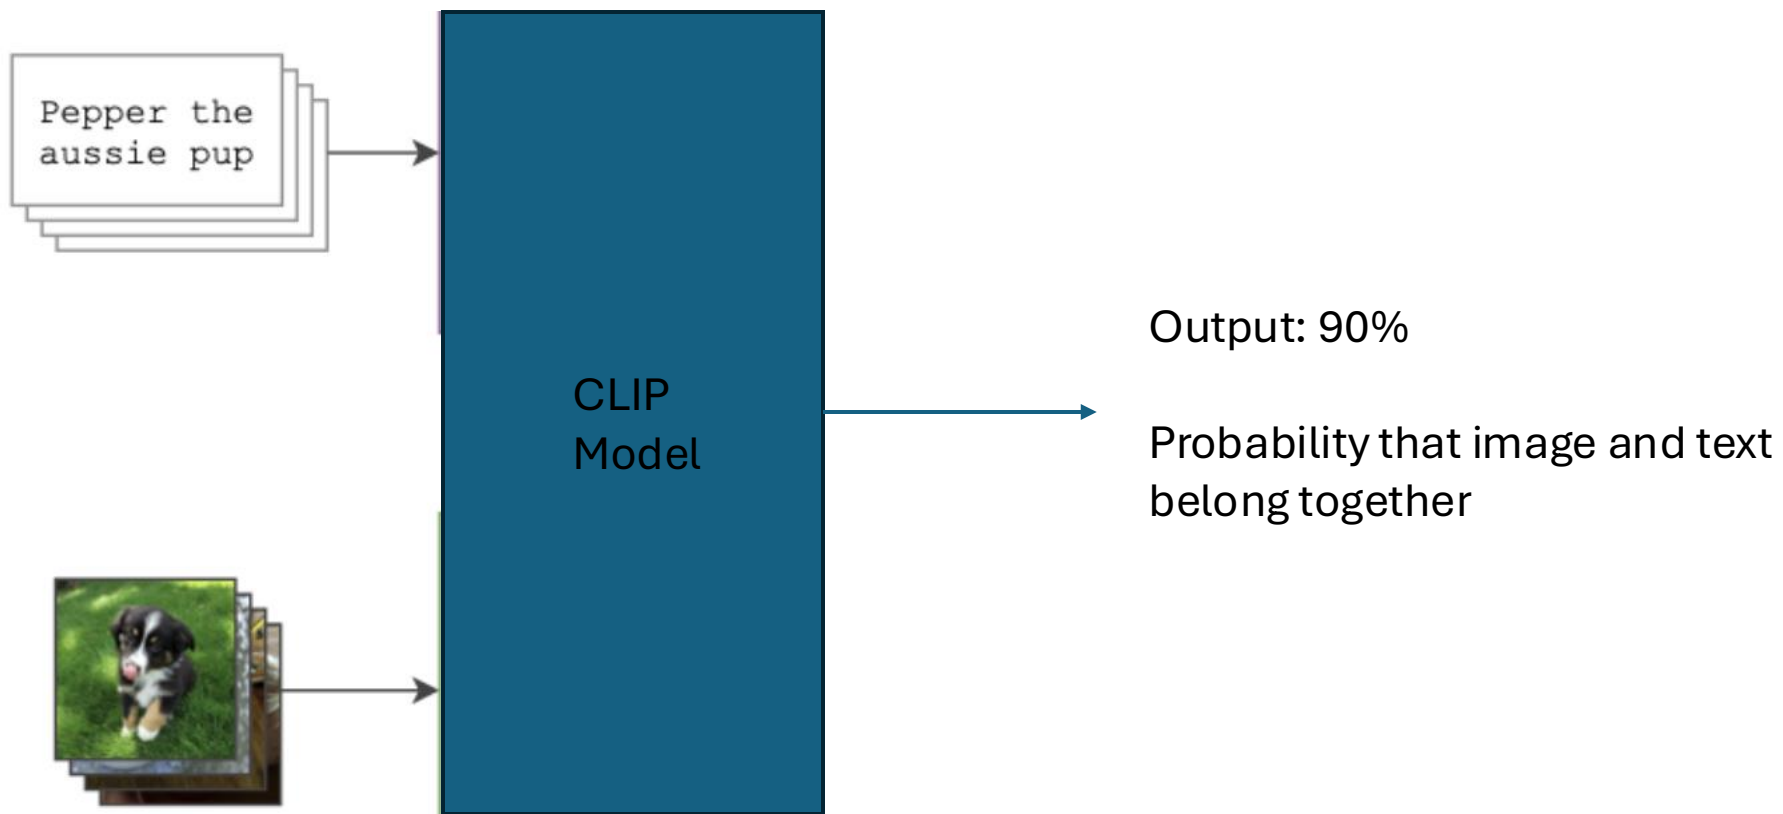 Pepper the
aussie pup
CLIP
Model
Output: 90%
Probability that image and text
belong together